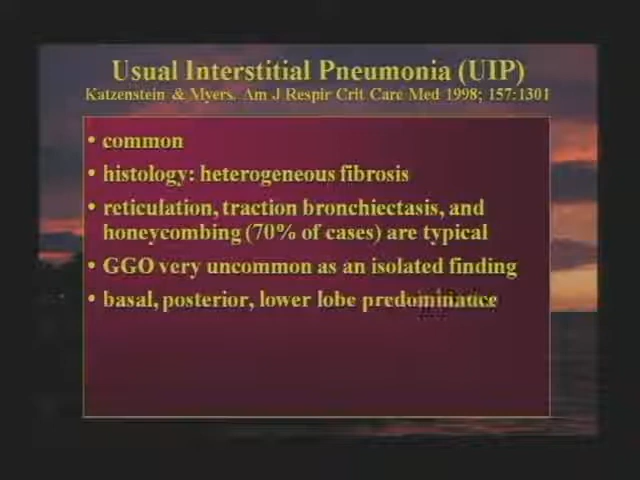 Usual Interstitial Pneumonia (UIP)
Katzenstein & Myers. Am J Respir Crit Care Med 1998; 157:1301
• common
• histology: heterogeneous fibrosis
• reticulation, traction bronchiectasis, and
honeycombing (70% of cases) are typical
• GGO very uncommon as an isolated finding
• basal, posterior, lower lobe